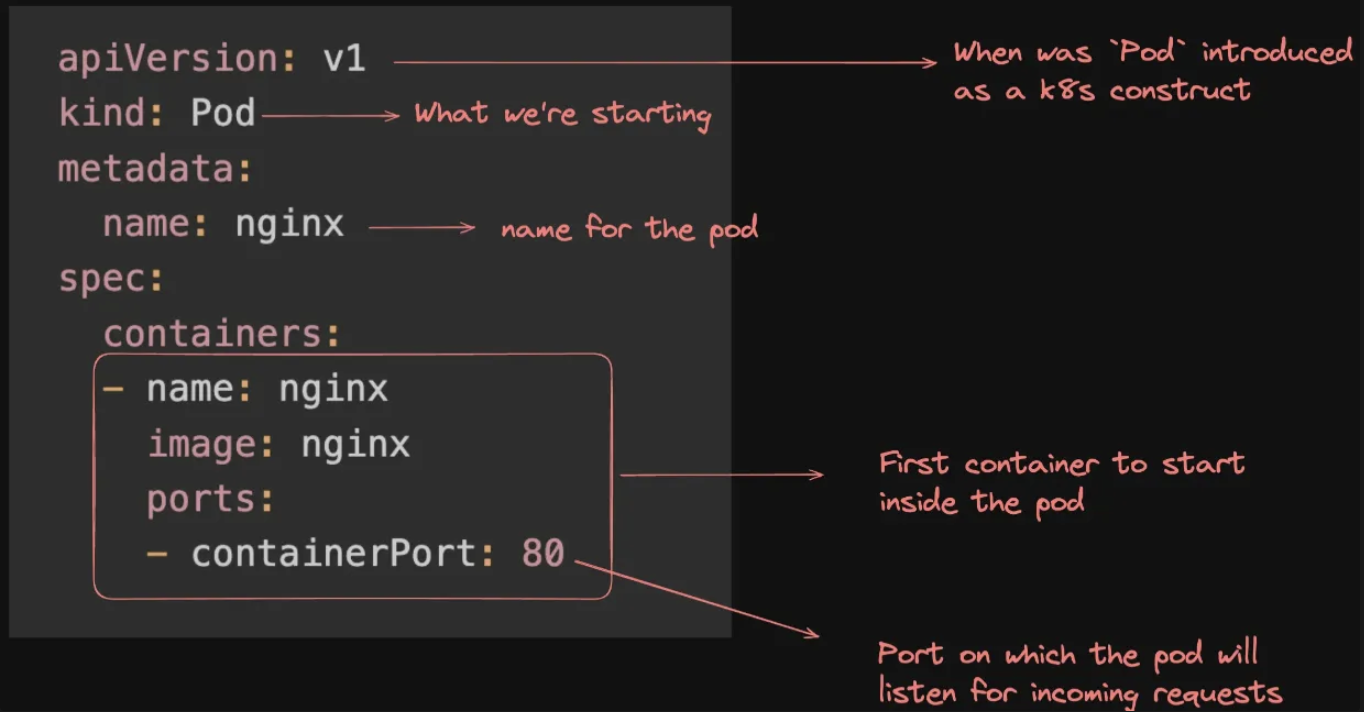 apiVersion: v1
When was `Pod` introduced
as a k8s construct
kind: Pod
What we're starting
metadata:
name: nginx
name for the pod
spec:
containers:
- name: nginx
image: nginx
ports:
- containerPort: 80
First container to start
inside the pod
Port on which the pod will
listen for incoming requests